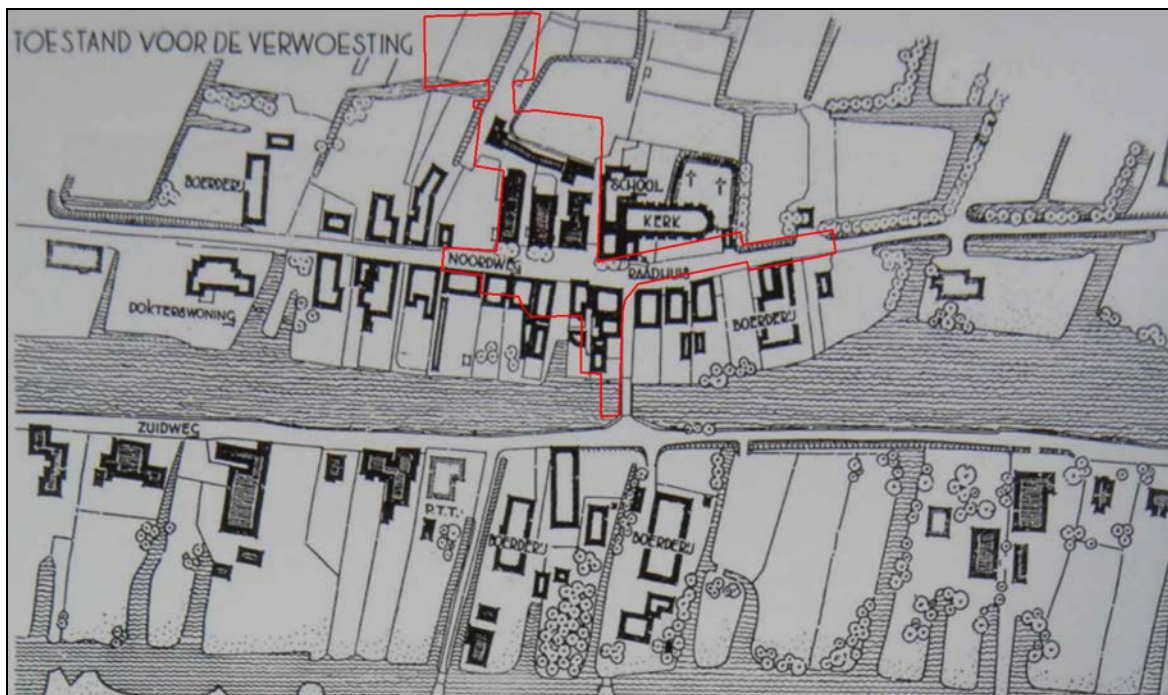 TOESTAND VOOR DE VERWOESTING
BOERDERIJ
SCHOOL
KERK
NOORDWEG
RAADHUIS
DOKTERSWONING
BOERDERIJ
ZUIDWEG
P.T.T.
BOERDERIJ
BOERDERIJ